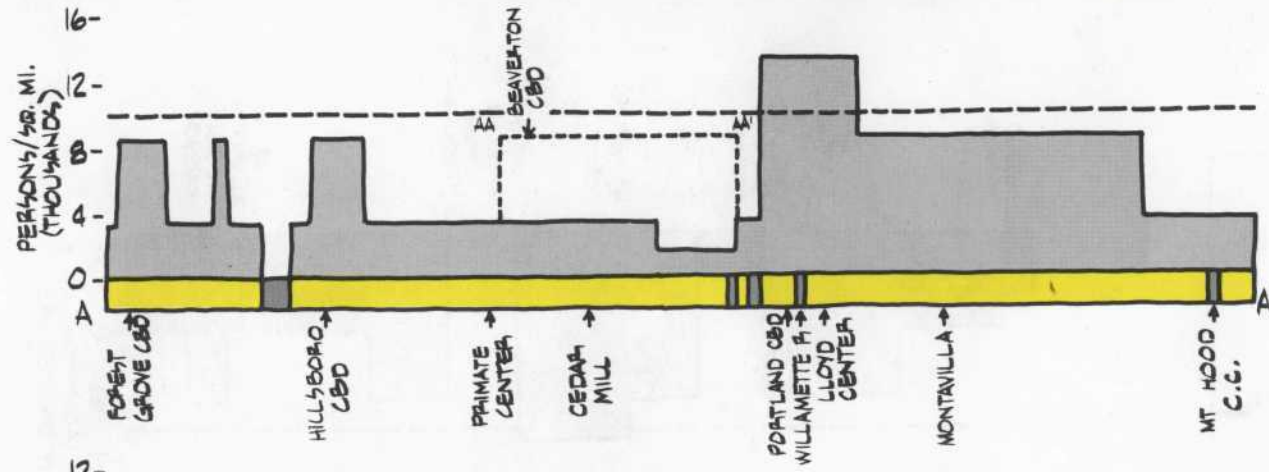 PERSONS/SQ. MI.
(THOUSANDS)
16-
12-
8-
4-
0-
BEAVERTON
CBD
AA
AA
A
A
FOREST
GROVE CBD
HILLSBORO
CBD
PRIMATE
CENTER
CEDAR
MILL
PORTLAND CBD
WILLAMETTE R
LLOYD
CENTER
MONTAVILLA
MT HOOD
C.C.
12-